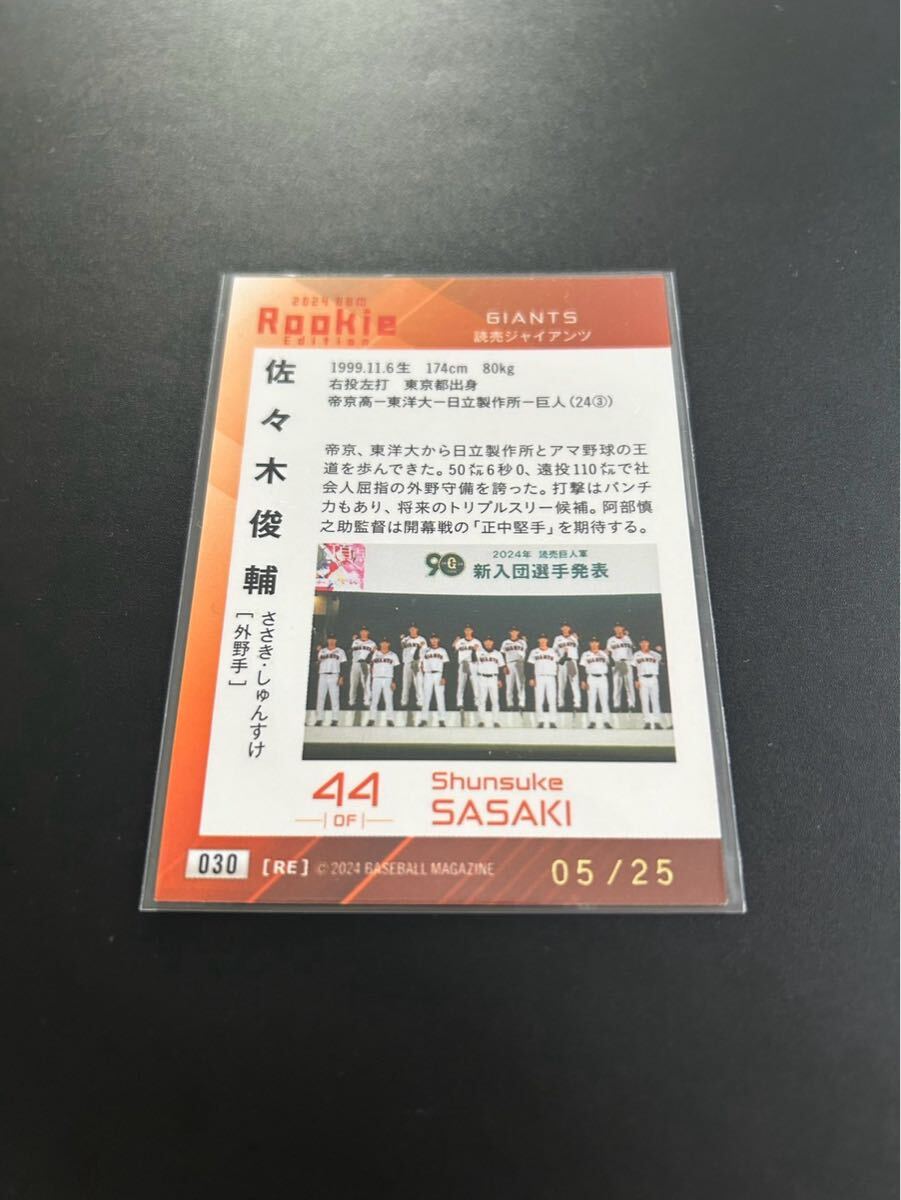 2024 BBM
Rookie
Edition
GIANTS
読売ジャイアンツ
佐々木俊輔
ささき・しゅんすけ
[外野手]
1999.11.6生 174cm 80kg
右投左打 東京都出身
帝京高ー東洋大ー日立製作所ー巨人(24③)
帝京、東洋大から日立製作所とアマ野球の王
道を歩んできた。50㍍6秒0、遠投110㍍で社
会人屈指の外野守備を誇った。打撃はパンチ
力もあり、将来のトリプルスリー候補。阿部慎
之助監督は開幕戦の「正中堅手」を期待する。
90 G
2024年 読売巨人軍
新入団選手発表
44
OF
Shunsuke
SASAKI
030
[RE] © 2024 BASEBALL MAGAZINE
05/25